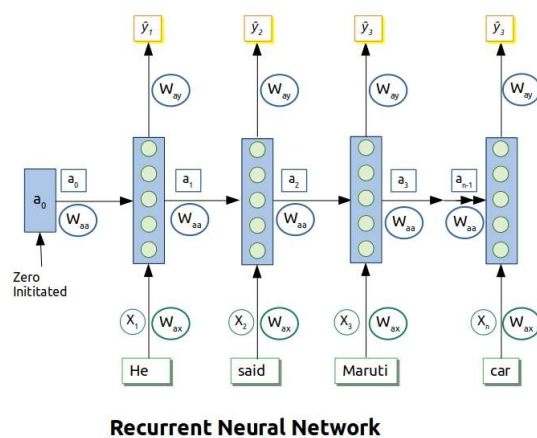 ŷ1 ŷ2 ŷ3 ŷ3
Way Way Way Way
a0 a0 a1 a2 a3 an-1
Waa Waa Waa Waa Waa
Zero
Inititated
X1 Wax X2 Wax X3 Wax Xn Wax
He said Maruti car
Recurrent Neural Network